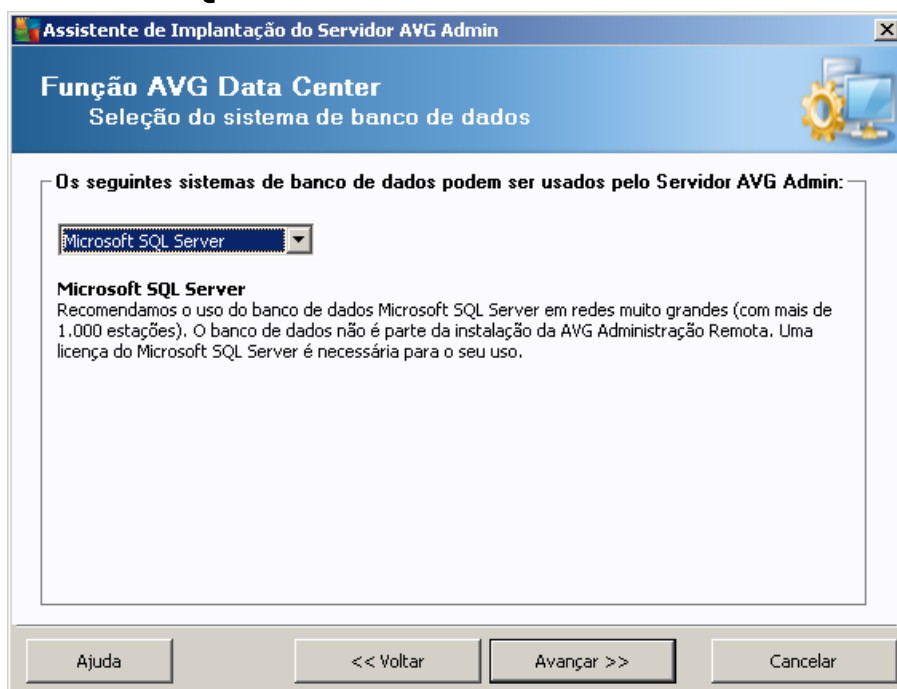 Assistente de Implantação do Servidor AVG Admin
Função AVG Data Center
Seleção do sistema de banco de dados
Os seguintes sistemas de banco de dados podem ser usados pelo Servidor AVG Admin:
Microsoft SQL Server
Microsoft SQL Server
Recomendamos o uso do banco de dados Microsoft SQL Server em redes muito grandes (com mais de
1.000 estações). O banco de dados não é parte da instalação da AVG Administração Remota. Uma
licença do Microsoft SQL Server é necessária para o seu uso.
Ajuda
<< Voltar
Avançar >>
Cancelar